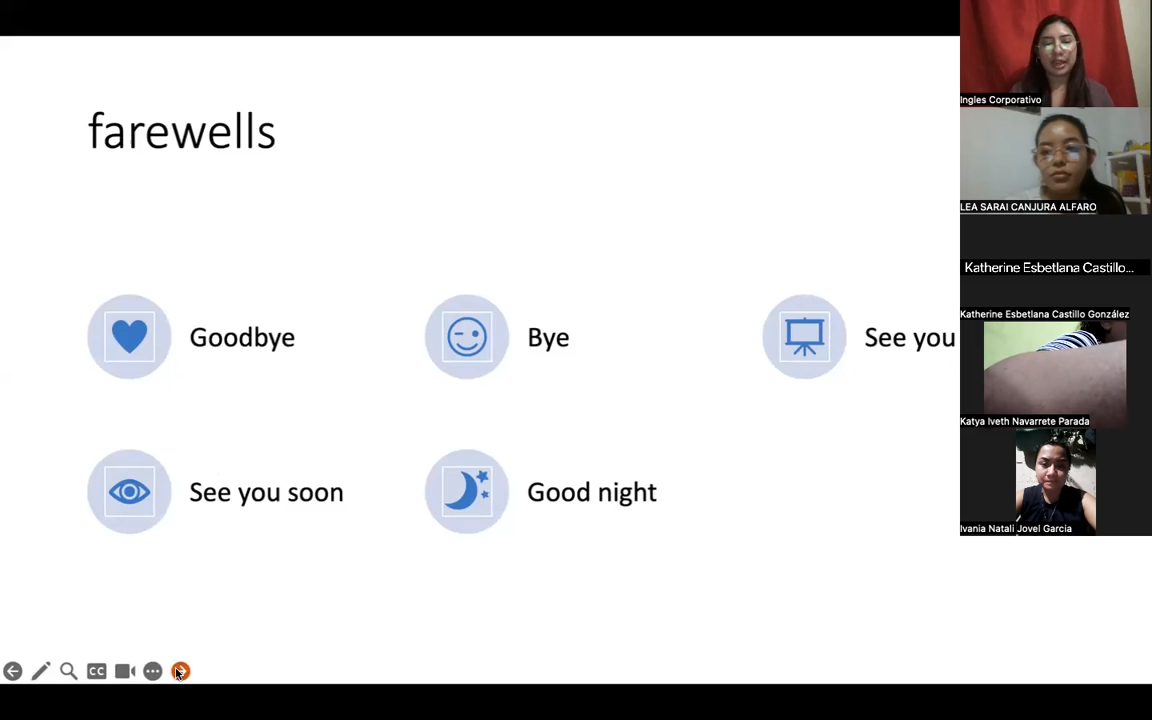 farewells
Goodbye
Bye
See you
See you soon
Good night
CC
Ingles Corporativo
LEA SARAI CANJURA ALFARO
Katherine Esbetlana Castillo...
Katherine Esbetlana Castillo González
Katya Iveth Navarrete Parada
Ivania Natali Jovel Garcia